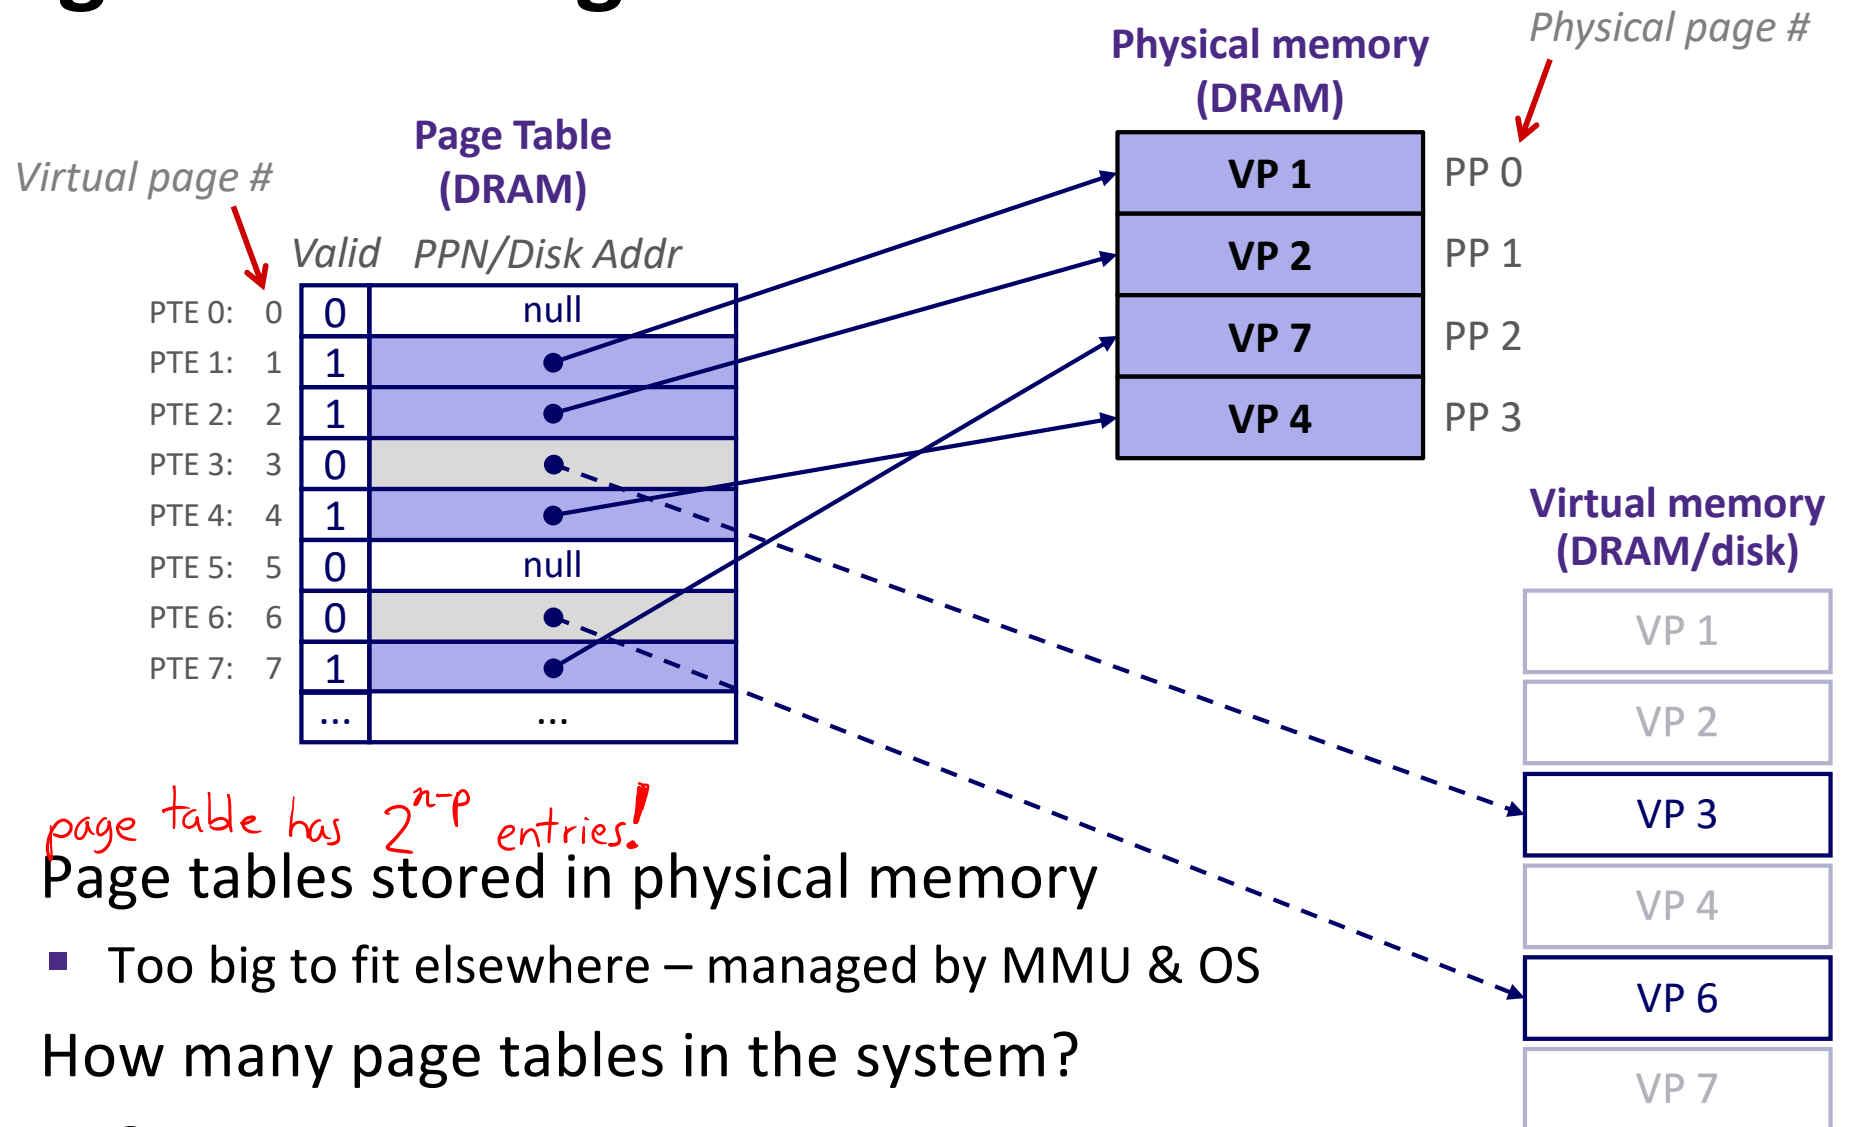 Physical page #
Physical memory
(DRAM)
Page Table
(DRAM)
Virtual page #
Valid PPN/Disk Addr
PTE 0: 0 0 null
PTE 1: 1 1
PTE 2: 2 1
PTE 3: 3 0
PTE 4: 4 1
PTE 5: 5 0 null
PTE 6: 6 0
PTE 7: 7 1
... ...
VP 1 PP 0
VP 2 PP 1
VP 7 PP 2
VP 4 PP 3
Virtual memory
(DRAM/disk)
VP 1
VP 2
VP 3
VP 4
VP 6
VP 7
page table has 2^{n-p} entries!
Page tables stored in physical memory
▪ Too big to fit elsewhere – managed by MMU & OS
How many page tables in the system?